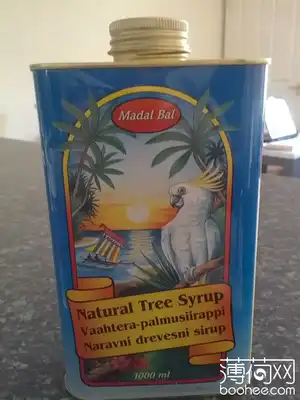 Madal Bal
Natural Tree Syrup
Vaahtera-palmusiirappi
Naravni drevesni sirup
1000 ml
薄荷网
boohee.com